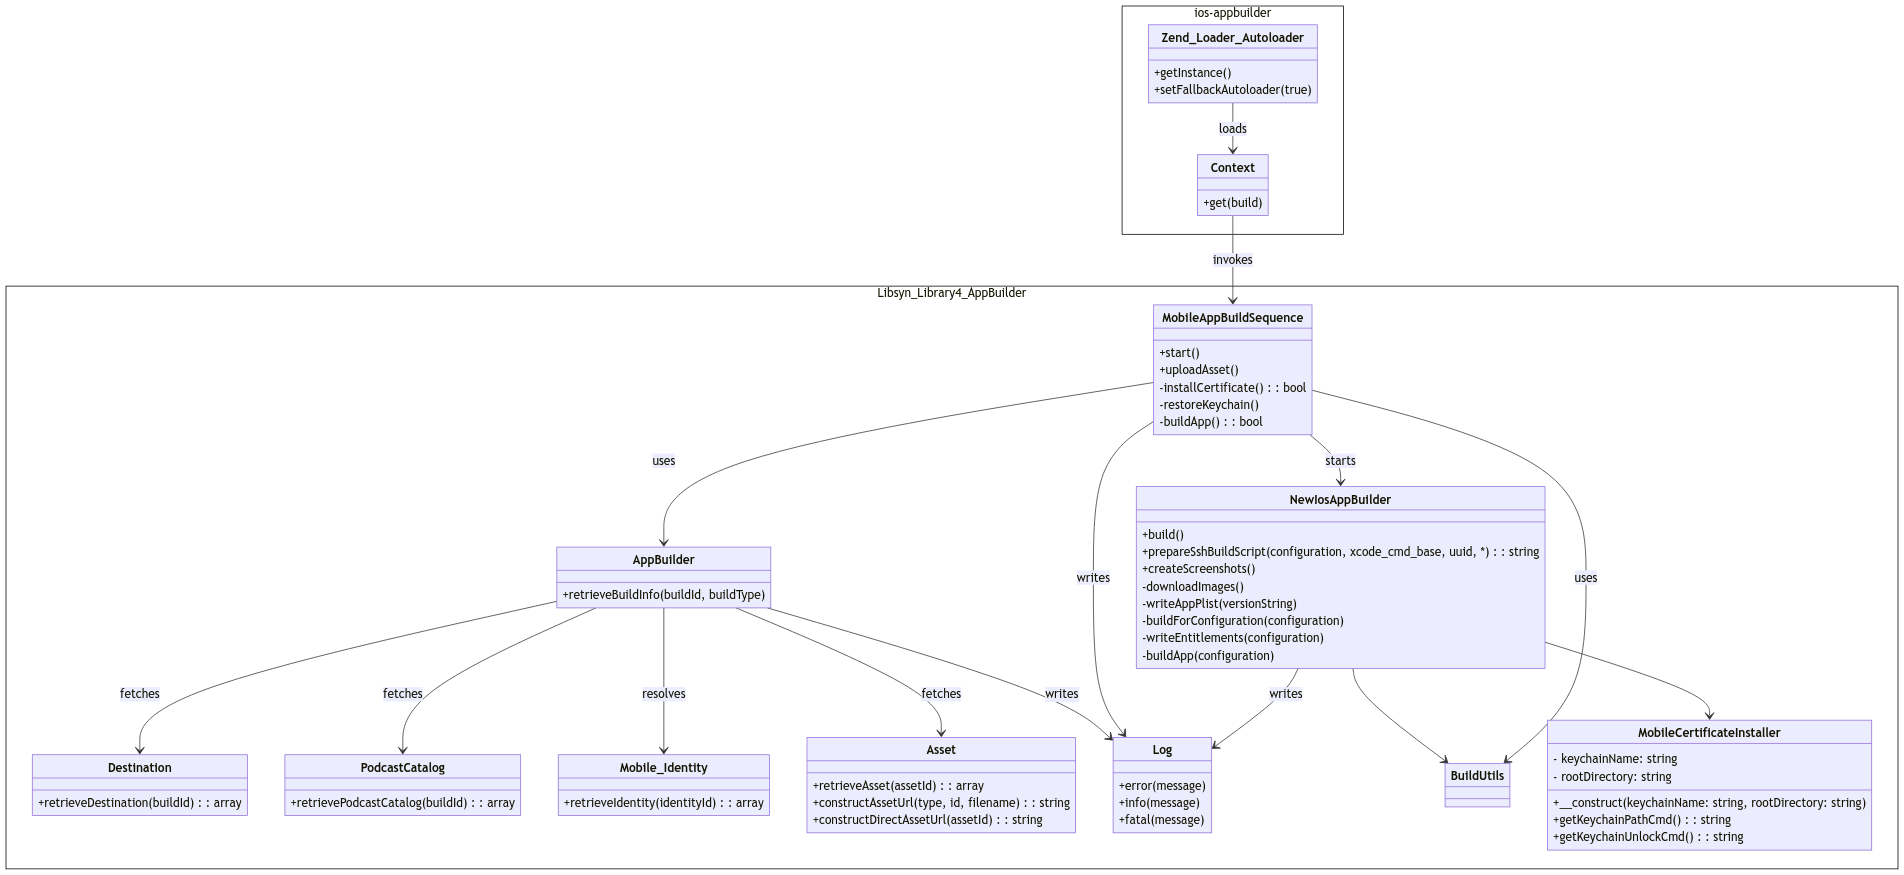 ios-appbuilder
Zend_Loader_Autoloader
+getInstance()
+setFallbackAutoloader(true)
loads
Context
+get(build)
invokes
Libsyn_Library4_AppBuilder
MobileAppBuildSequence
+start()
+uploadAsset()
-installCertificate() : : bool
-restoreKeychain()
-buildApp() : : bool
uses
starts
writes
uses
NewIosAppBuilder
+build()
+prepareSshBuildScript(configuration, xcode_cmd_base, uuid, *) : : string
+createScreenshots()
-downloadImages()
-writeAppPlist(versionString)
-buildForConfiguration(configuration)
-writeEntitlements(configuration)
-buildApp(configuration)
AppBuilder
+retrieveBuildInfo(buildId, buildType)
fetches
fetches
resolves
fetches
writes
writes
Destination
+retrieveDestination(buildId) : : array
PodcastCatalog
+retrievePodcastCatalog(buildId) : : array
Mobile_Identity
+retrieveIdentity(identityId) : : array
Asset
+retrieveAsset(assetId) : : array
+constructAssetUrl(type, id, filename) : : string
+constructDirectAssetUrl(assetId) : : string
Log
+error(message)
+info(message)
+fatal(message)
BuildUtils
MobileCertificateInstaller
- keychainName: string
- rootDirectory: string
+__construct(keychainName: string, rootDirectory: string)
+getKeychainPathCmd() : : string
+getKeychainUnlockCmd() : : string